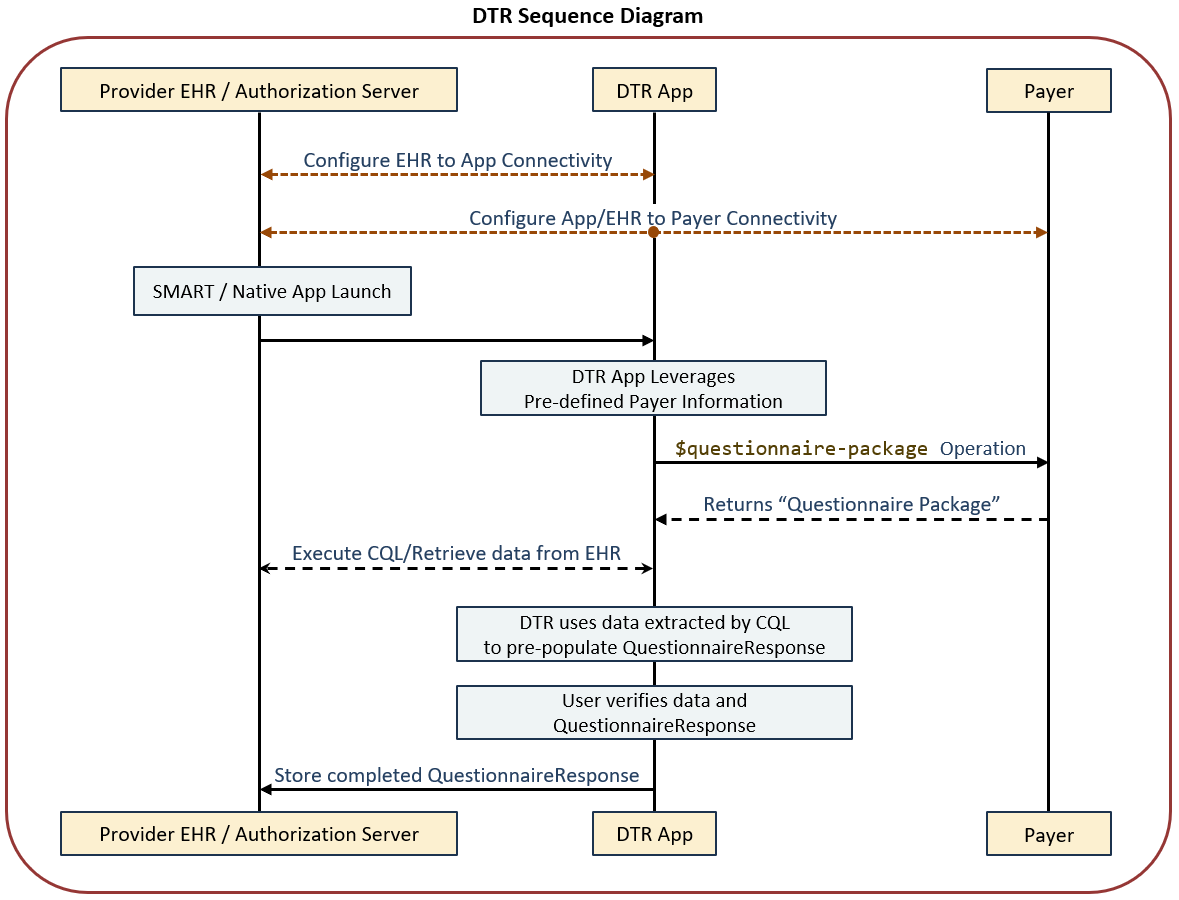 DTR Sequence Diagram
Provider EHR / Authorization Server
DTR App
Payer
Configure EHR to App Connectivity
Configure App/EHR to Payer Connectivity
SMART / Native App Launch
DTR App Leverages
Pre-defined Payer Information
$questionnaire-package Operation
Returns “Questionnaire Package”
Execute CQL/Retrieve data from EHR
DTR uses data extracted by CQL
to pre-populate QuestionnaireResponse
User verifies data and
QuestionnaireResponse
Store completed QuestionnaireResponse
Provider EHR / Authorization Server
DTR App
Payer